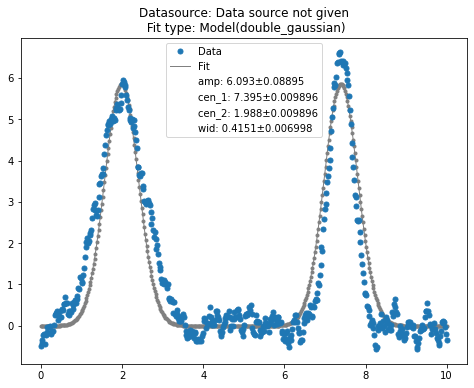 Datasource: Data source not given
Fit type: Model(double_gaussian)
Data
Fit
amp: 6.093±0.08895
cen_1: 7.395±0.009896
cen_2: 1.988±0.009896
wid: 0.4151±0.006998
6
5
4
3
2
1
0
0 2 4 6 8 10